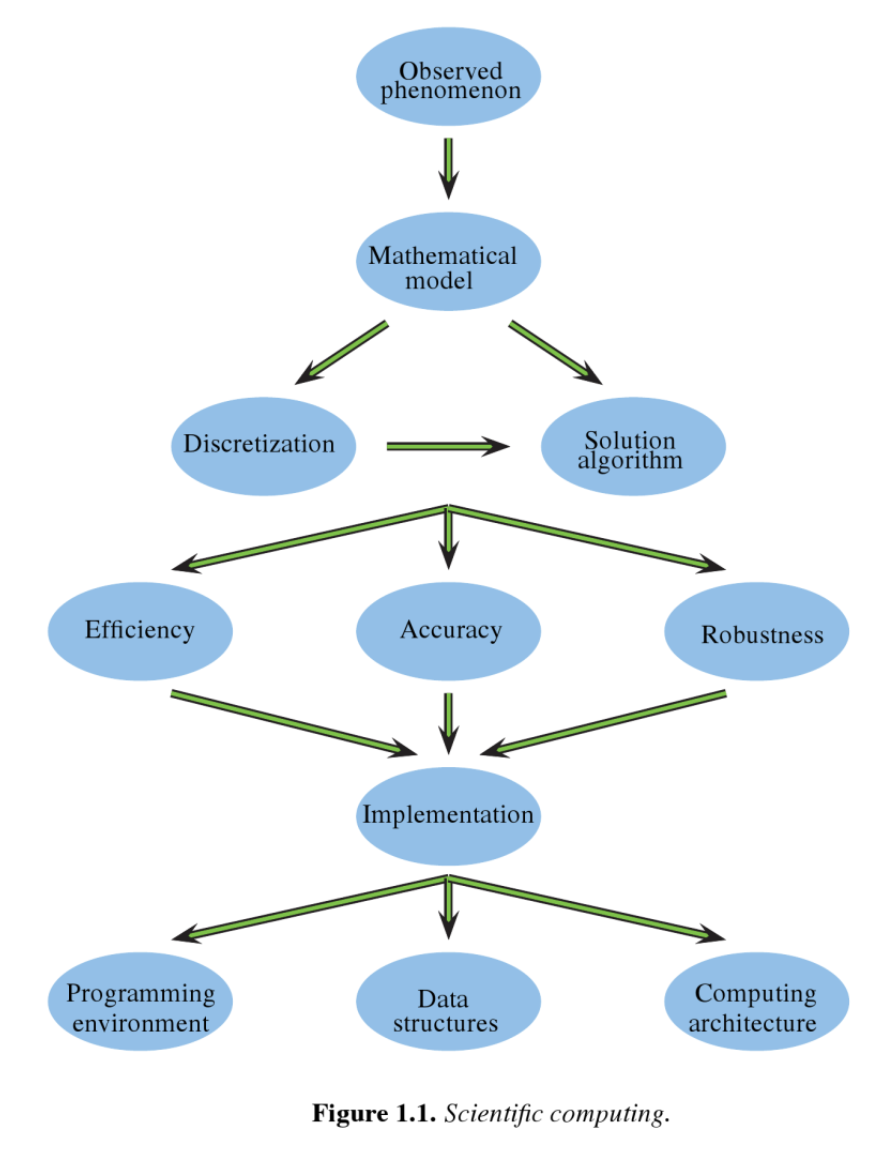 Observed
phenomenon
Mathematical
model
Discretization
Solution
algorithm
Efficiency
Accuracy
Robustness
Implementation
Programming
environment
Data
structures
Computing
architecture
Figure 1.1. Scientific computing.